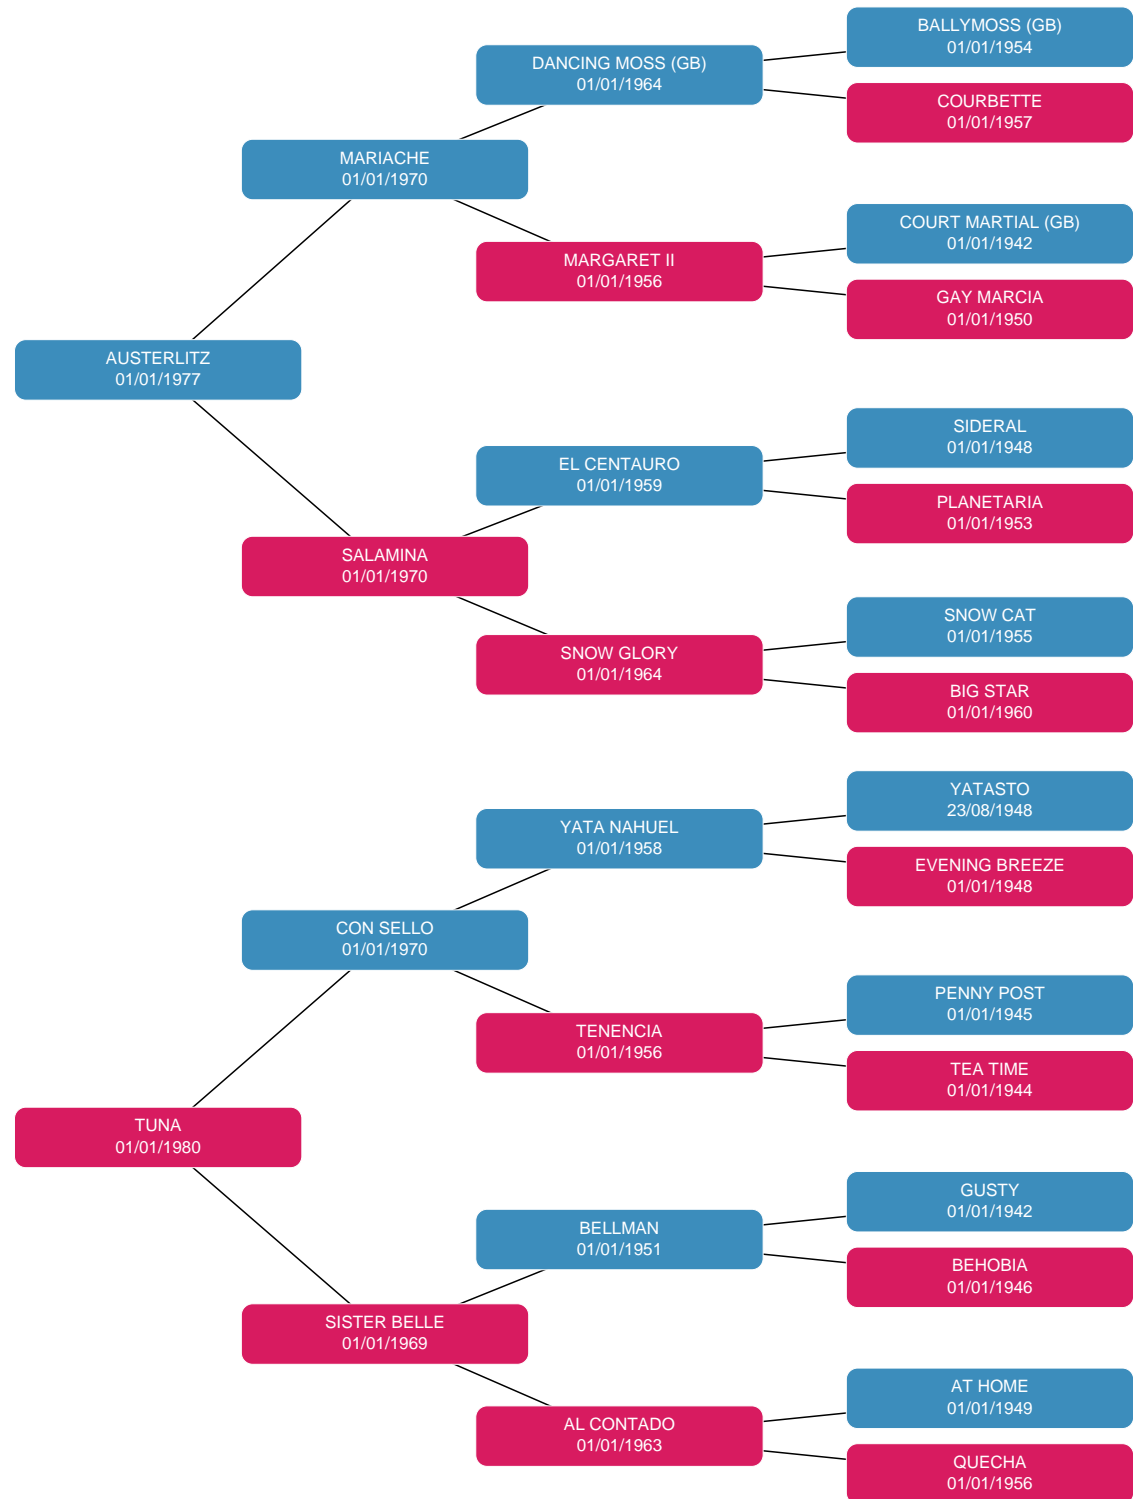 BALLYMOSS (GB)
01/01/1954
DANCING MOSS (GB)
01/01/1964
COURBETTE
01/01/1957
MARIACHE
01/01/1970
COURT MARTIAL (GB)
01/01/1942
MARGARET II
01/01/1956
GAY MARCIA
01/01/1950
AUSTERLITZ
01/01/1977
SIDERAL
01/01/1948
EL CENTAURO
01/01/1959
PLANETARIA
01/01/1953
SALAMINA
01/01/1970
SNOW CAT
01/01/1955
SNOW GLORY
01/01/1964
BIG STAR
01/01/1960
YATASTO
23/08/1948
YATA NAHUEL
01/01/1958
EVENING BREEZE
01/01/1948
CON SELLO
01/01/1970
PENNY POST
01/01/1945
TENENCIA
01/01/1956
TEA TIME
01/01/1944
TUNA
01/01/1980
GUSTY
01/01/1942
BELLMAN
01/01/1951
BEHOBIA
01/01/1946
SISTER BELLE
01/01/1969
AT HOME
01/01/1949
AL CONTADO
01/01/1963
QUECHA
01/01/1956